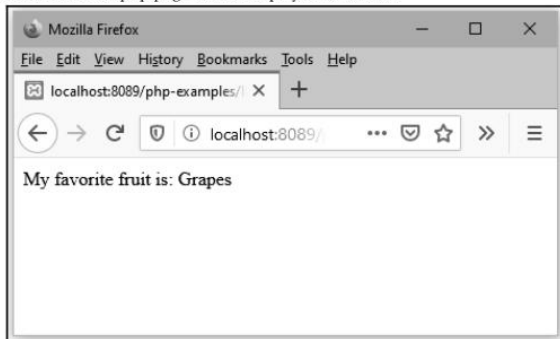 Mozilla Firefox
File Edit View History Bookmarks Tools Help
localhost:8089/php-examples/
localhost:8089/
My favorite fruit is: Grapes